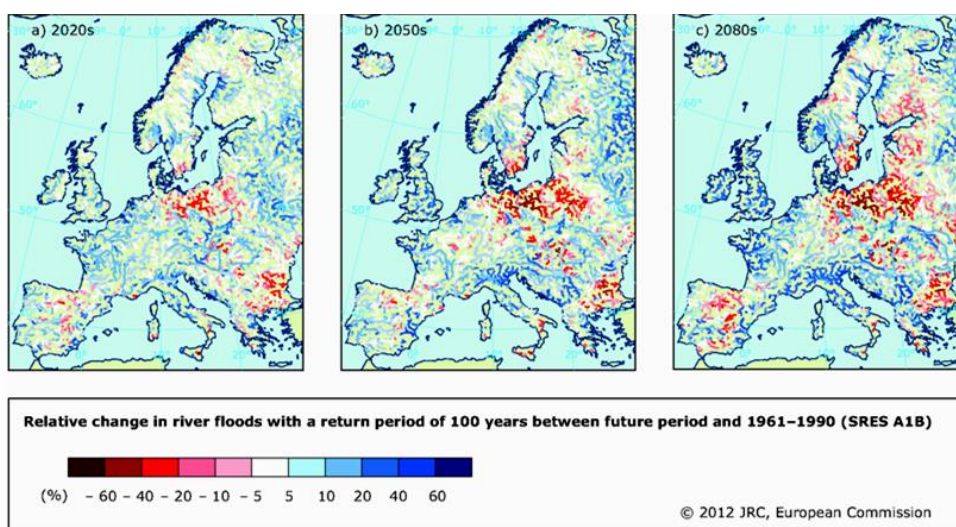 a) 2020s
b) 2050s
c) 2080s
Relative change in river floods with a return period of 100 years between future period and 1961–1990 (SRES A1B)
(%) – 60 – 40 – 20 – 10 – 5 5 10 20 40 60
© 2012 JRC, European Commission